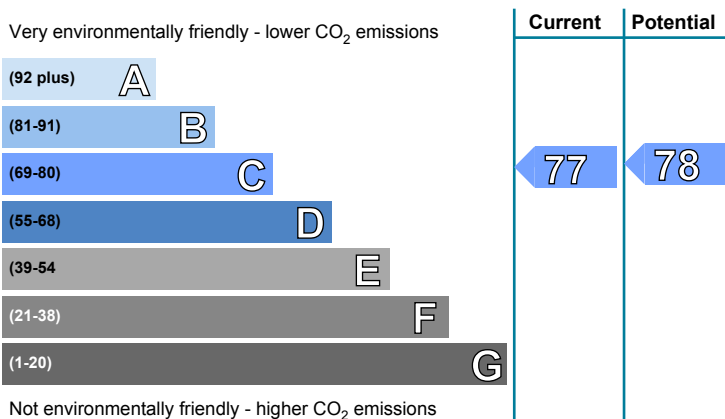 Very environmentally friendly - lower CO₂ emissions
Current
Potential
(92 plus) A
(81-91) B
(69-80) C
77
78
(55-68) D
(39-54 E
(21-38) F
(1-20) G
Not environmentally friendly - higher CO₂ emissions